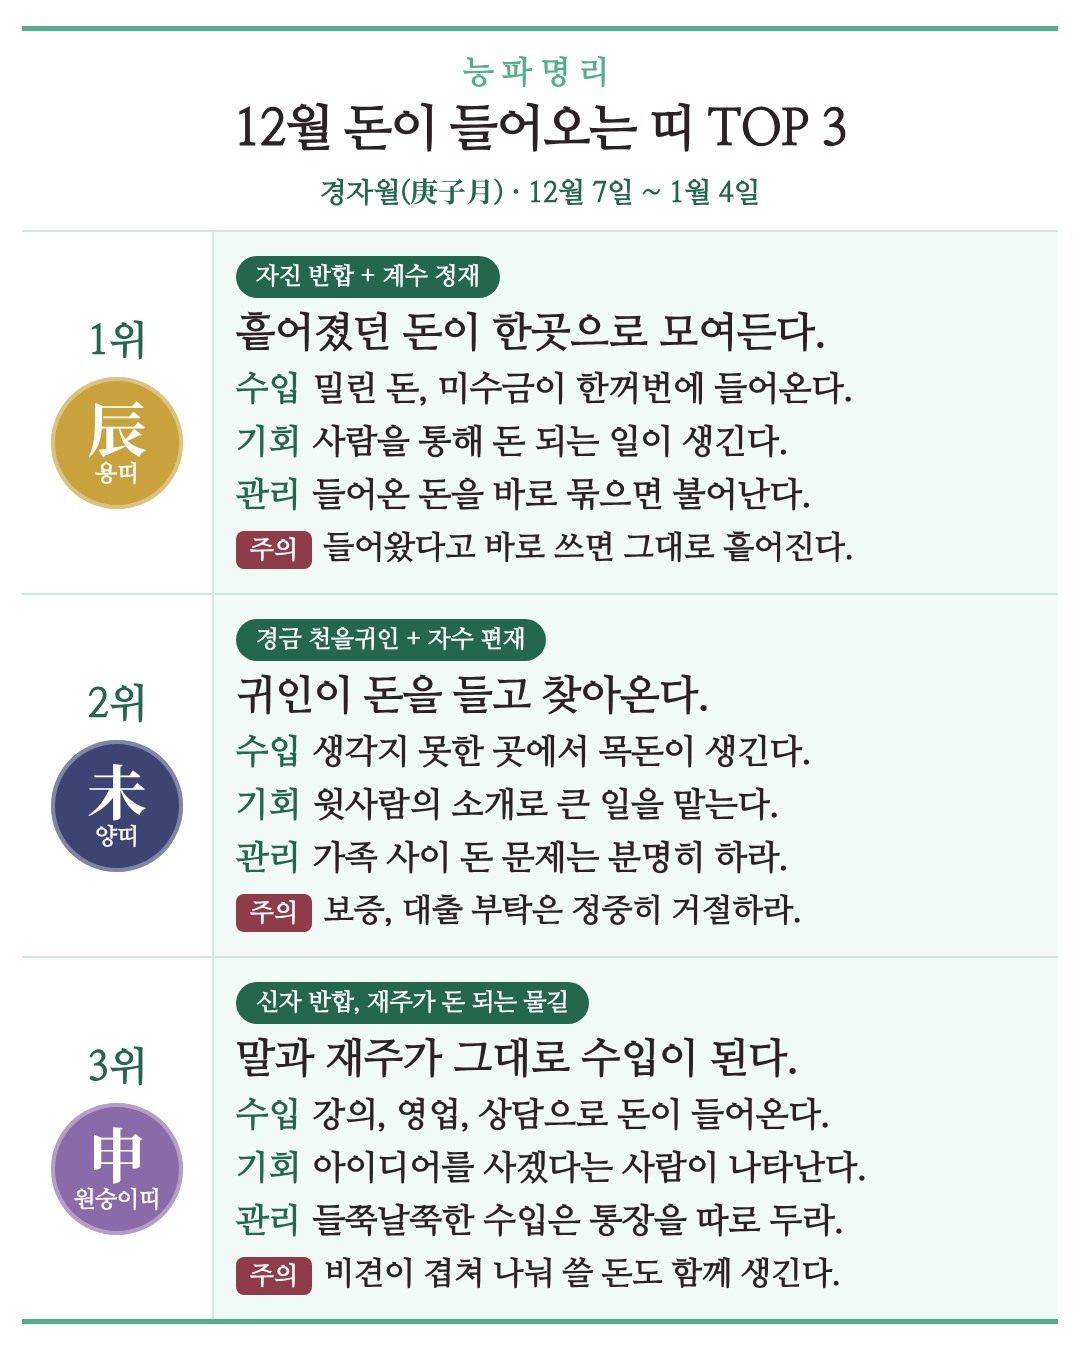 능파명리
12월 돈이 들어오는 띠 TOP 3
경자월(庚子月) · 12월 7일 ~ 1월 4일
1위
辰
용띠
자진 반합 + 계수 정재
흩어졌던 돈이 한곳으로 모여든다.
수입 밀린 돈, 미수금이 한꺼번에 들어온다.
기회 사람을 통해 돈 되는 일이 생긴다.
관리 들어온 돈을 바로 묶으면 불어난다.
주의 들어왔다고 바로 쓰면 그대로 흩어진다.
2위
未
양띠
경금 천을귀인 + 자수 편재
귀인이 돈을 들고 찾아온다.
수입 생각지 못한 곳에서 목돈이 생긴다.
기회 윗사람의 소개로 큰 일을 맡는다.
관리 가족 사이 돈 문제는 분명히 하라.
주의 보증, 대출 부탁은 정중히 거절하라.
3위
申
원숭이띠
신자 반합, 재주가 돈 되는 물길
말과 재주가 그대로 수입이 된다.
수입 강의, 영업, 상담으로 돈이 들어온다.
기회 아이디어를 사겠다는 사람이 나타난다.
관리 들쭉날쭉한 수입은 통장을 따로 두라.
주의 비견이 겹쳐 나눠 쓸 돈도 함께 생긴다.